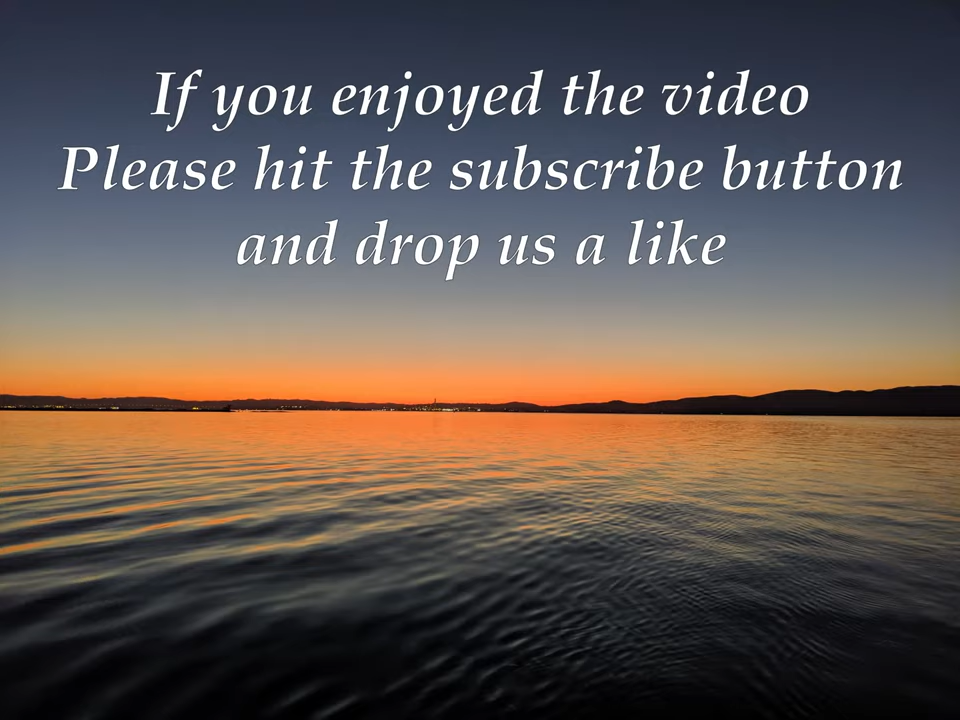 If you enjoyed the video
Please hit the subscribe button
and drop us a like